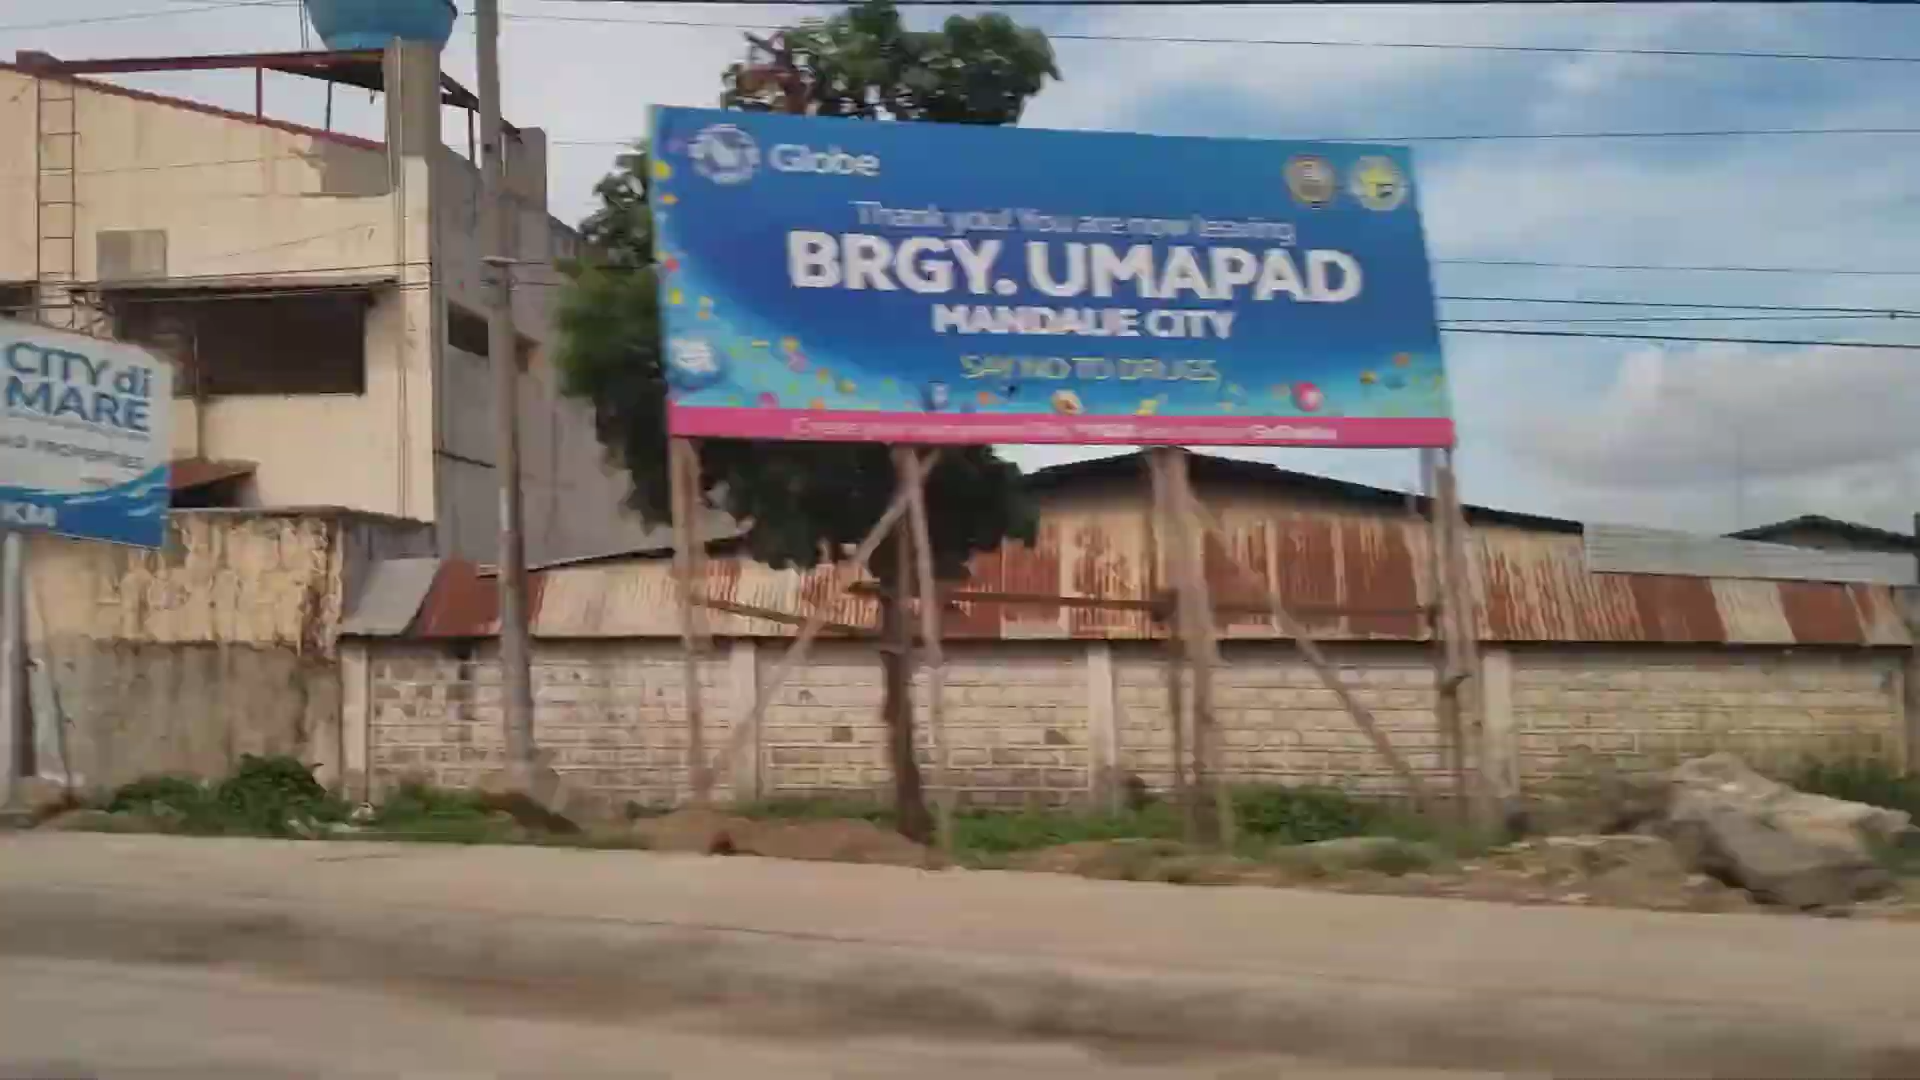 CITY di
MARE
KM
Globe
Thank you! You are now leaving
BRGY. UMAPAD
MANDAUE CITY
SAY NO TO DRUGS